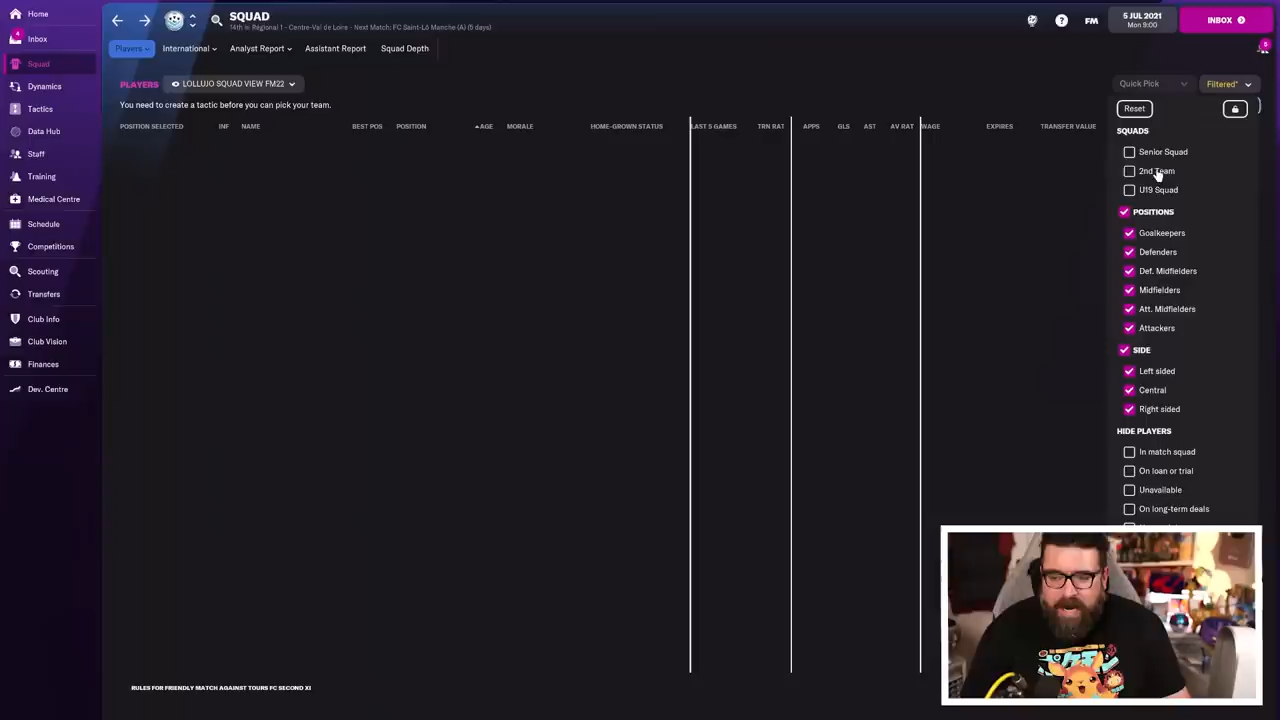 Home
4
Inbox
Squad
Dynamics
Tactics
Data Hub
Staff
Training
Medical Centre
Schedule
Competitions
Scouting
Transfers
Club Info
Club Vision
Finances
Dev. Centre
SQUAD
14th in Régional 1 - Centre-Val de Loire - Next Match: FC Saint-Lô Manche (A) (5 days)
?
FM
5 JUL 2021
Mon 9:00
INBOX
Players
International
Analyst Report
Assistant Report
Squad Depth
5
PLAYERS
LOLLUJO SQUAD VIEW FM22
Quick Pick
Filtered*
You need to create a tactic before you can pick your team.
POSITION SELECTED INF NAME BEST POS POSITION AGE MORALE HOME-GROWN STATUS LAST 5 GAMES TRN RAT APPS GLS AST AV RAT WAGE EXPIRES TRANSFER VALUE
Reset
SQUADS
Senior Squad
2nd Team
U19 Squad
POSITIONS
Goalkeepers
Defenders
Def. Midfielders
Midfielders
Att. Midfielders
Attackers
SIDE
Left sided
Central
Right sided
HIDE PLAYERS
In match squad
On loan or trial
Unavailable
On long-term deals
RULES FOR FRIENDLY MATCH AGAINST TOURS FC SECOND XI